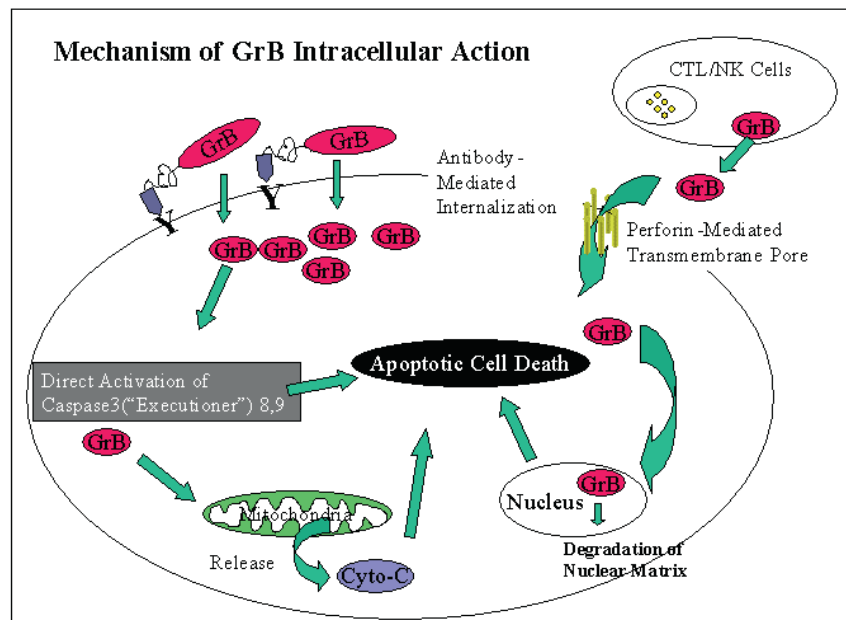 Mechanism of GrB Intracellular Action
CTL/NK Cells
GrB
GrB
GrB
GrB
Antibody-
Mediated
Internalization
Y
Y
GrB
Perforin-Mediated
Transmembrane Pore
GrB
GrB
GrB
GrB
GrB
GrB
Apoptotic Cell Death
Direct Activation of
Caspase3("Executioner") 8,9
GrB
GrB
Nucleus
Mitochondria
Degradation of
Nuclear Matrix
Release
Cyto-C